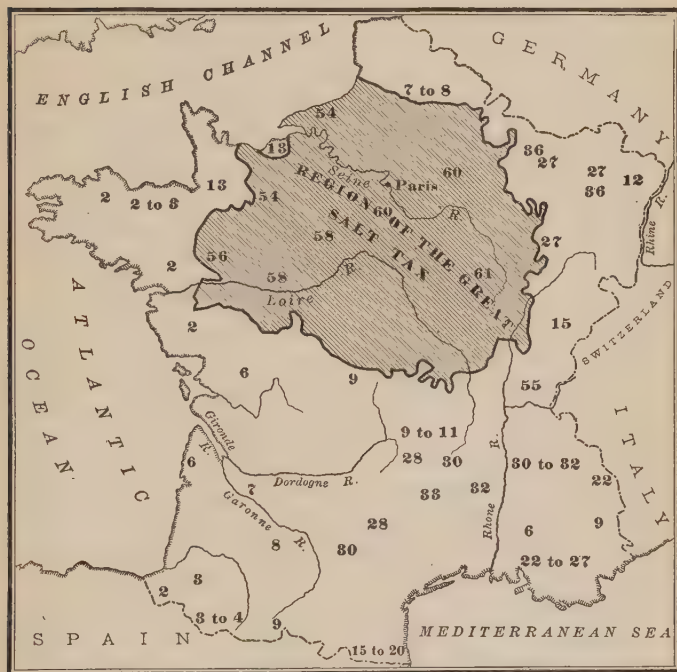 ENGLISH CHANNEL
GERMANY
7 to 8
54
13
36
27
27
36
12
Seine R.
Paris
60
2
2 to 3
13
54
REGION OF THE GREAT
SALT TAX
60
58
27
Rhine R.
56
2
58
61
Loire R.
ATLANTIC
OCEAN
2
15
SWITZERLAND
6
9
55
ITALY
Gironde R.
9 to 11
28
30
30 to 32
22
6
7
Dordogne R.
33
32
Rhone R.
Garonne R.
28
6
9
8
30
22 to 27
3
2
3 to 4
9
SPAIN
15 to 20
MEDITERRANEAN SEA